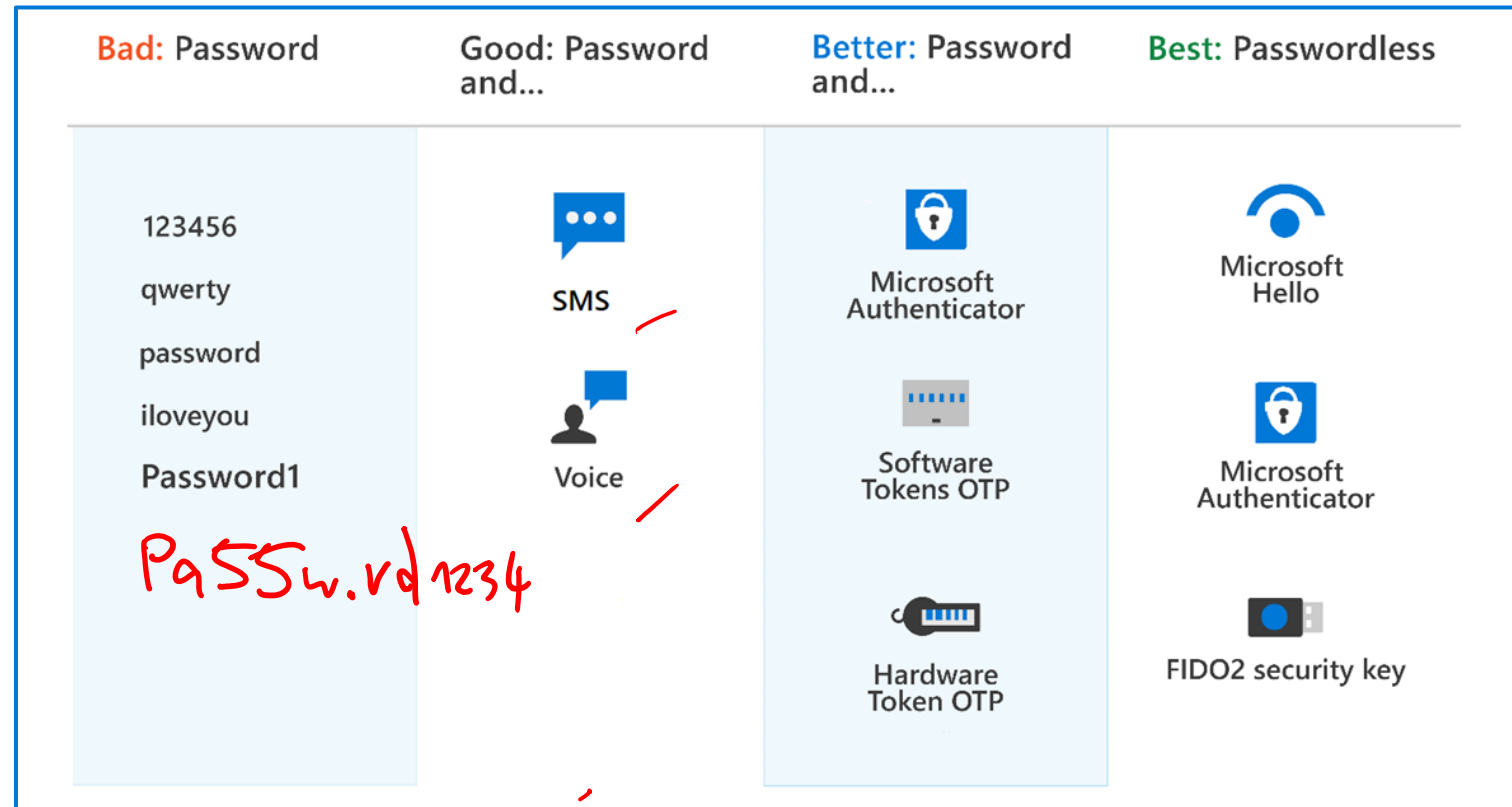 Bad: Password
Good: Password
and...
Better: Password
and...
Best: Passwordless
123456
qwerty
password
iloveyou
Password1
Pa55w.rd1234
SMS
Voice
Microsoft
Authenticator
Software
Tokens OTP
Hardware
Token OTP
Microsoft
Hello
Microsoft
Authenticator
FIDO2 security key